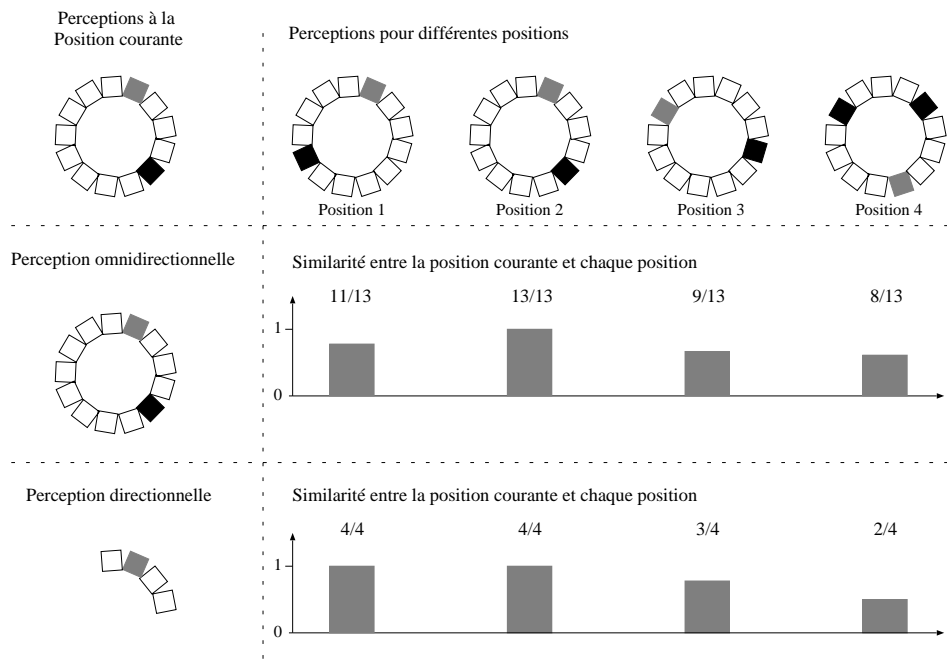 Perceptions à la
Position courante
Perceptions pour différentes positions
Position 1
Position 2
Position 3
Position 4
Perception omnidirectionnelle
Similarité entre la position courante et chaque position
11/13
13/13
9/13
8/13
1
0
Perception directionnelle
Similarité entre la position courante et chaque position
4/4
4/4
3/4
2/4
1
0